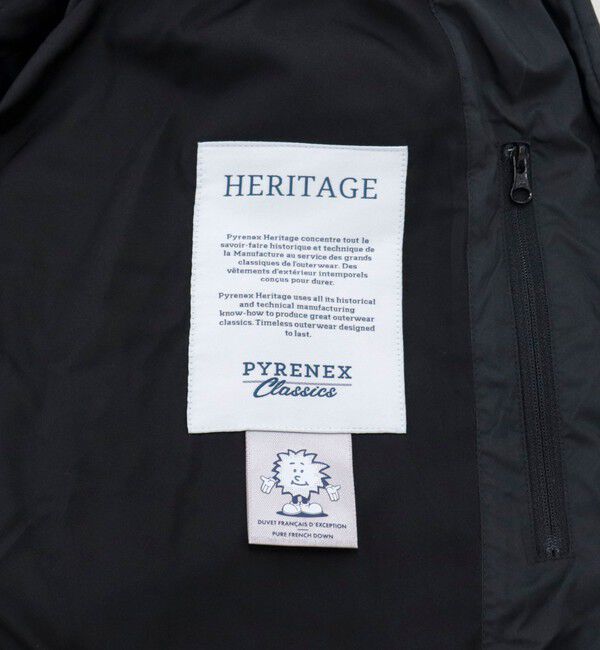 HERITAGE
Pyrenex Heritage concentre tout le
savoir-faire historique et technique de
la Manufacture au service des grands
classiques de l'outerwear. Des
vêtements d'extérieur intemporels
conçus pour durer.
Pyrenex Heritage uses all its historical
and technical manufacturing
know-how to produce great outerwear
classics. Timeless outerwear designed
to last.
PYRENEX
Classics
DUVET FRANÇAIS D'EXCEPTION
PURE FRENCH DOWN